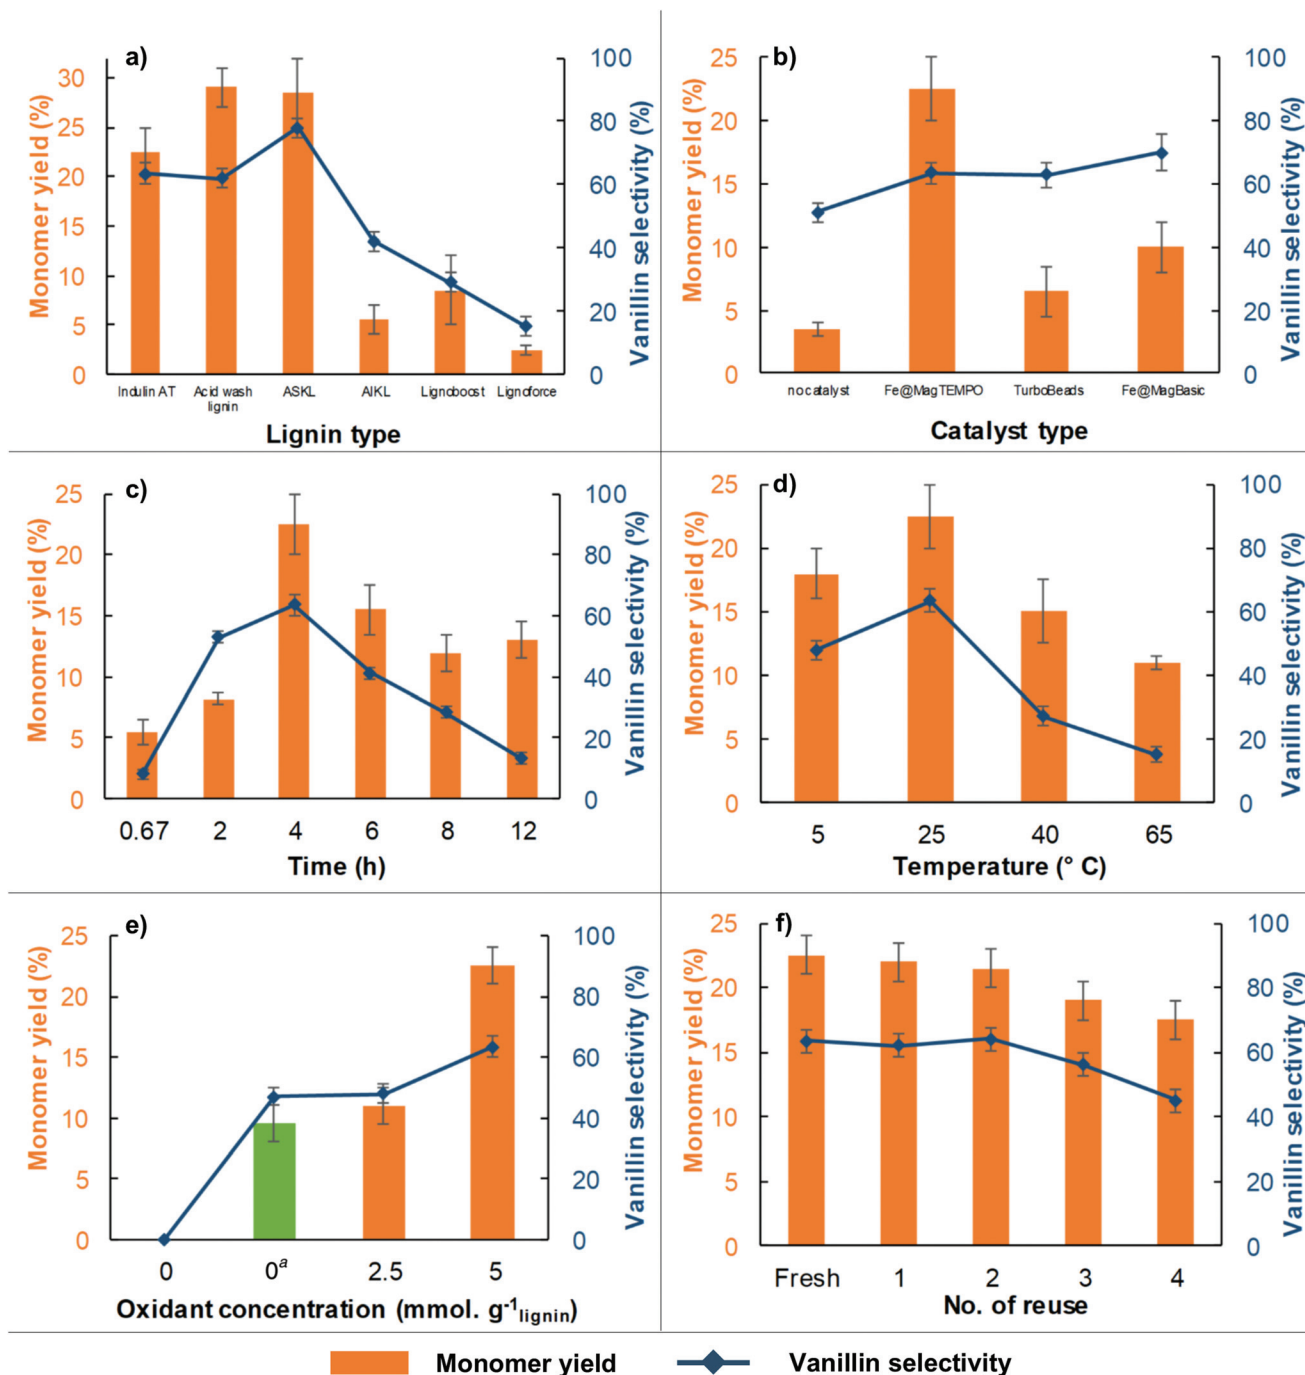 a)
Monomer yield (%)
30
25
20
15
10
5
0
Vanillin selectivity (%)
100
80
60
40
20
0
Indulin AT Acid wash lignin ASKL AIKL Lignoboost Lignoforce
Lignin type
b)
Monomer yield (%)
25
20
15
10
5
0
Vanillin selectivity (%)
100
80
60
40
20
0
no catalyst Fe@MagTEMPO TurboBeads Fe@MagBasic
Catalyst type
c)
Monomer yield (%)
25
20
15
10
5
0
Vanillin selectivity (%)
100
80
60
40
20
0
0.67 2 4 6 8 12
Time (h)
d)
Monomer yield (%)
25
20
15
10
5
0
Vanillin selectivity (%)
100
80
60
40
20
0
5 25 40 65
Temperature (° C)
e)
Monomer yield (%)
25
20
15
10
5
0
Vanillin selectivity (%)
100
80
60
40
20
0
0 0ᵃ 2.5 5
Oxidant concentration (mmol. g⁻¹lignin)
f)
Monomer yield (%)
25
20
15
10
5
0
Vanillin selectivity (%)
100
80
60
40
20
0
Fresh 1 2 3 4
No. of reuse
Monomer yield Vanillin selectivity